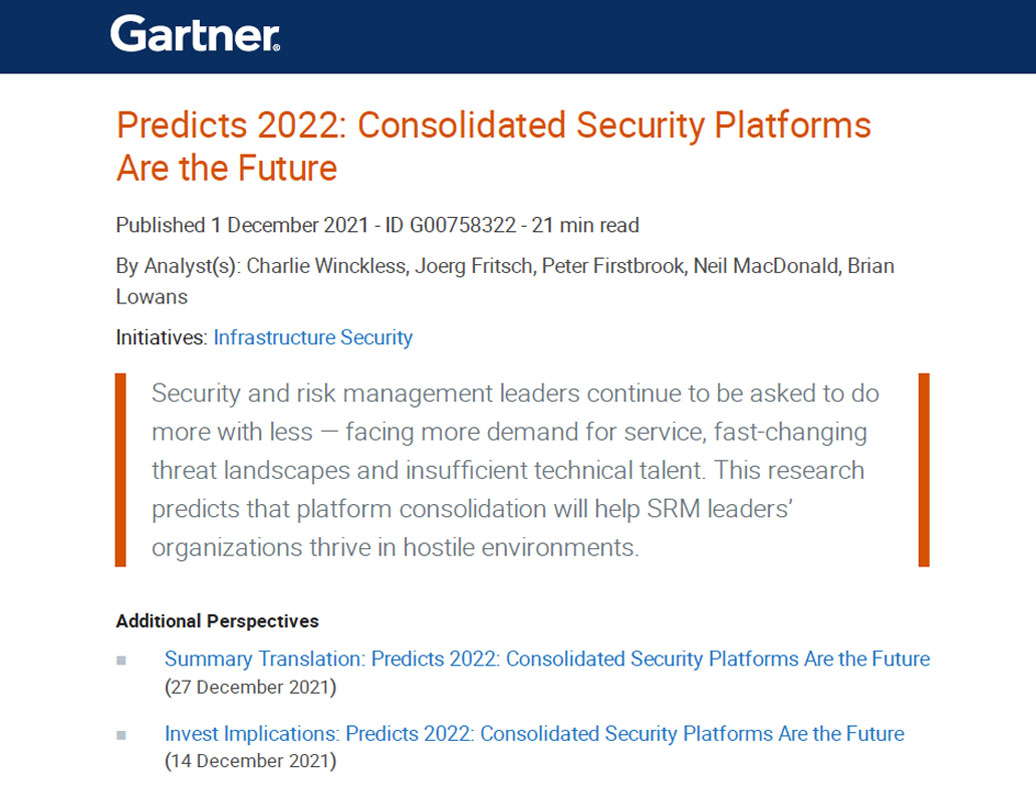 Gartner®
Predicts 2022: Consolidated Security Platforms
Are the Future
Published 1 December 2021 - ID G00758322 - 21 min read
By Analyst(s): Charlie Winckless, Joerg Fritsch, Peter Firstbrook, Neil MacDonald, Brian
Lowans
Initiatives: Infrastructure Security
Security and risk management leaders continue to be asked to do
more with less — facing more demand for service, fast-changing
threat landscapes and insufficient technical talent. This research
predicts that platform consolidation will help SRM leaders’
organizations thrive in hostile environments.
Additional Perspectives
Summary Translation: Predicts 2022: Consolidated Security Platforms Are the Future
(27 December 2021)
Invest Implications: Predicts 2022: Consolidated Security Platforms Are the Future
(14 December 2021)